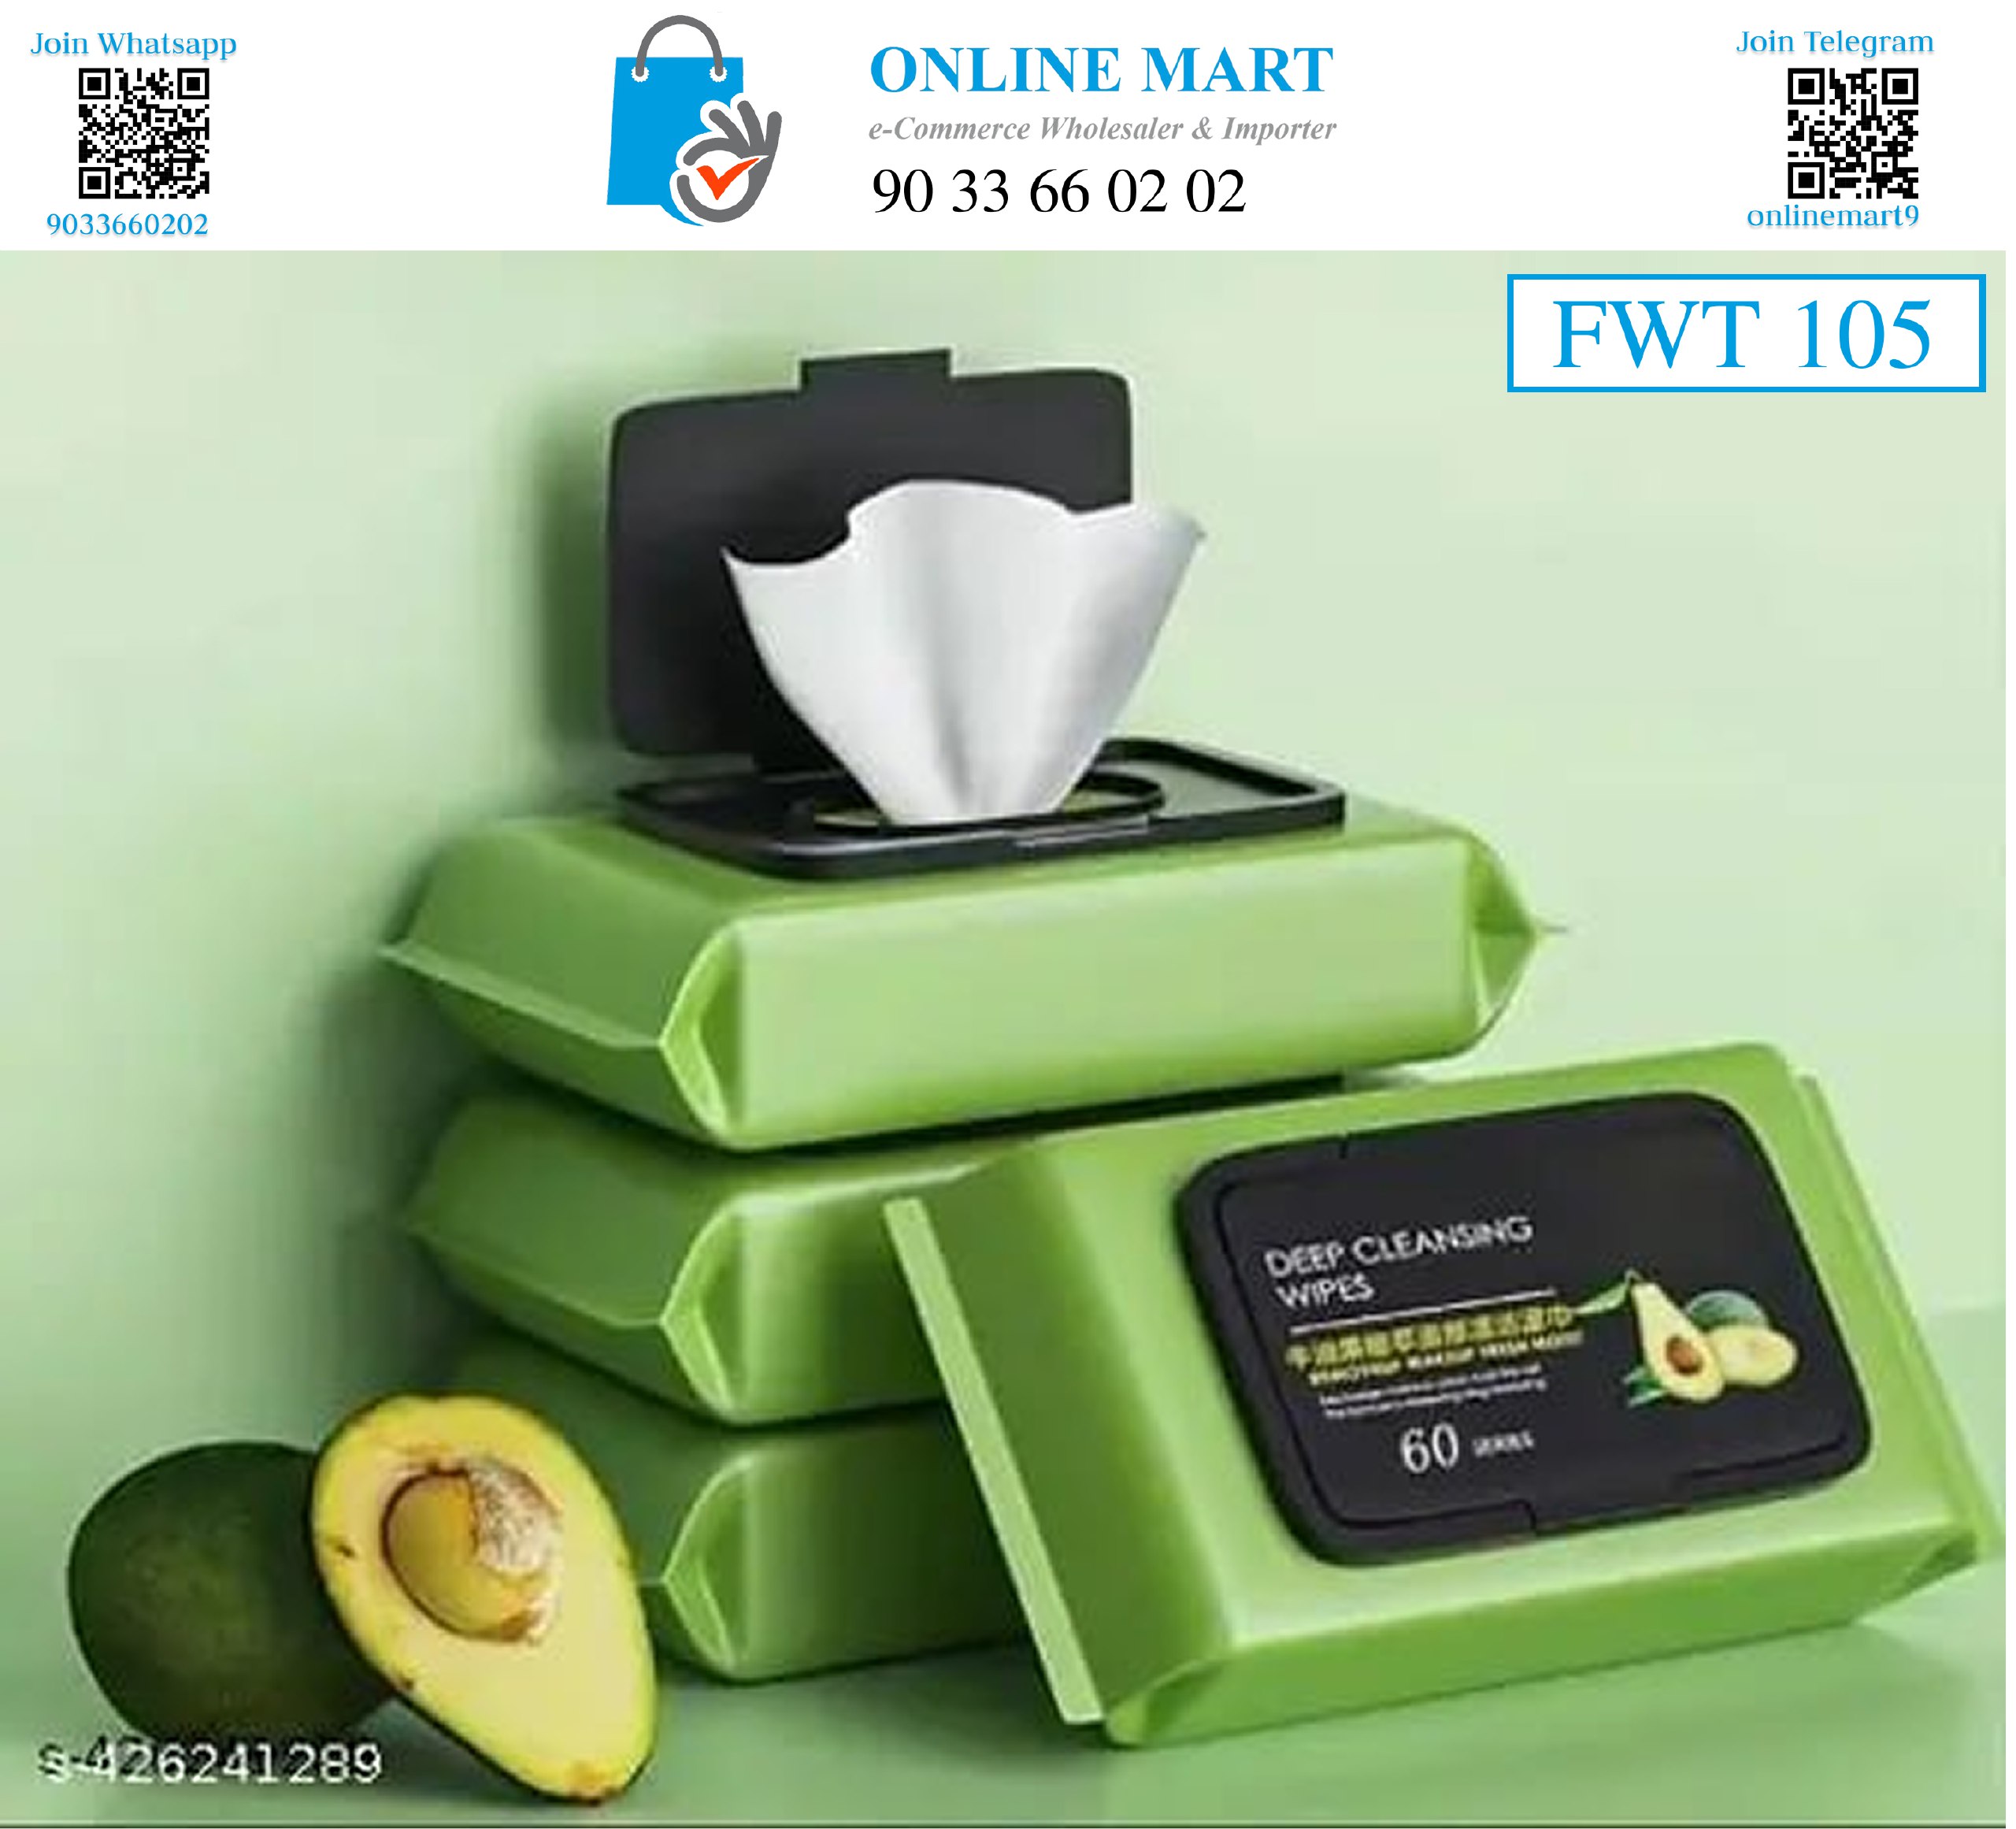 Join Whatsapp
9033660202
ONLINE MART
e-Commerce Wholesaler & Importer
90 33 66 02 02
Join Telegram
onlinemart9
FWT 105
DEEP CLEANSING
WIPES
60
S-426241289